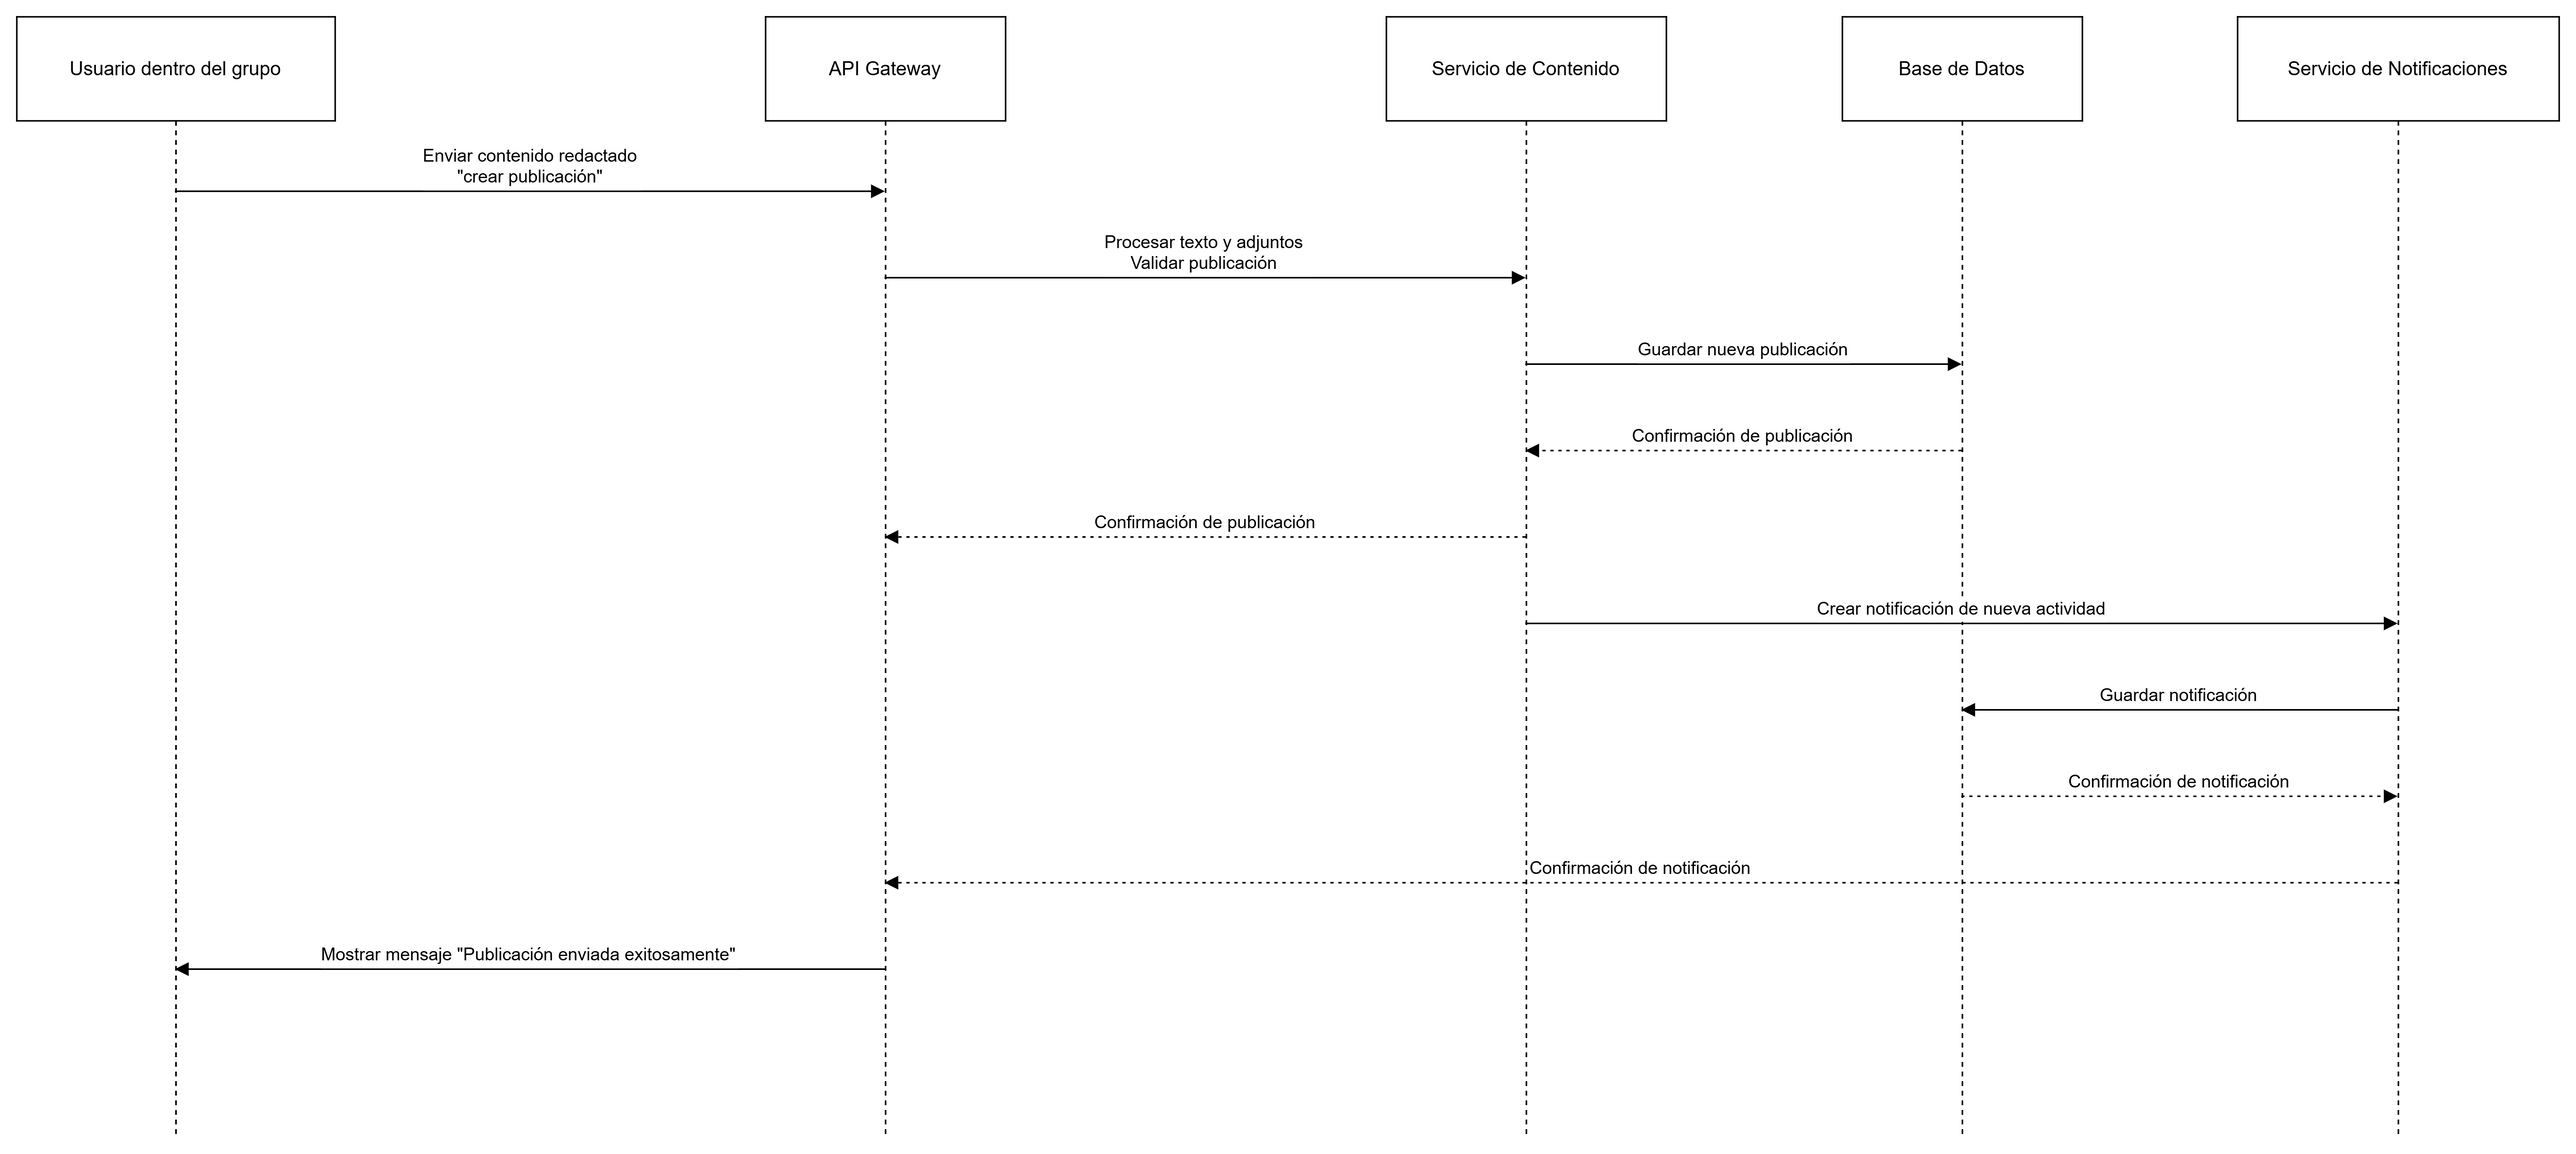 Usuario dentro del grupo
API Gateway
Servicio de Contenido
Base de Datos
Servicio de Notificaciones
Enviar contenido redactado
"crear publicación"
Procesar texto y adjuntos
Validar publicación
Guardar nueva publicación
Confirmación de publicación
Confirmación de publicación
Crear notificación de nueva actividad
Guardar notificación
Confirmación de notificación
Confirmación de notificación
Mostrar mensaje "Publicación enviada exitosamente"